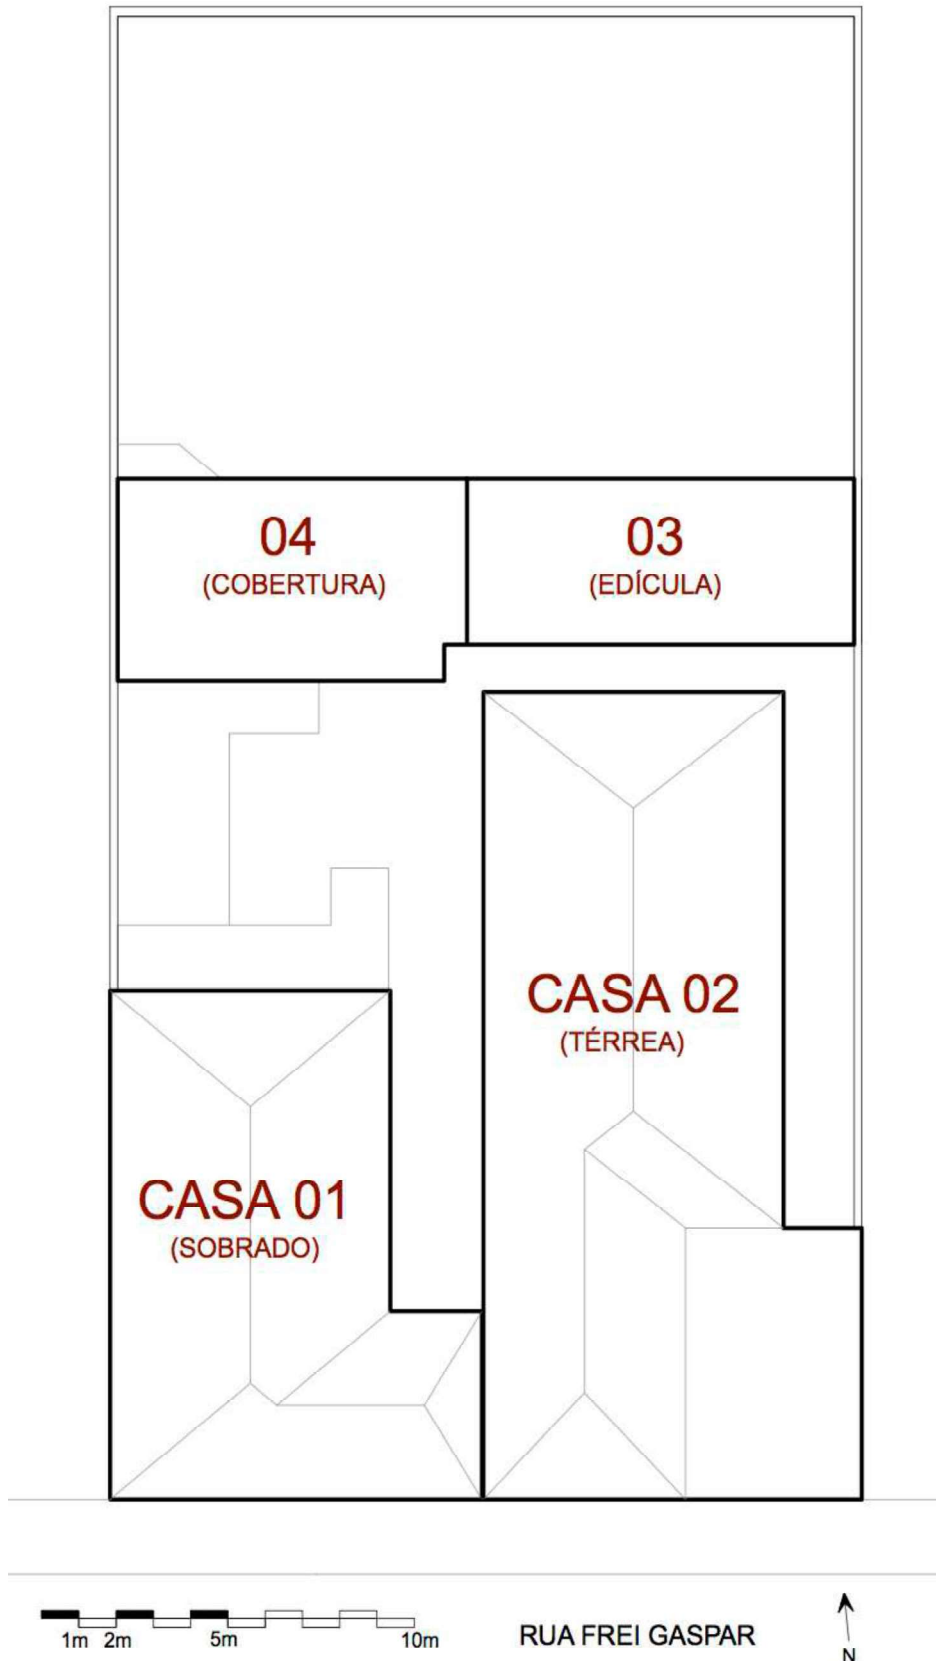 04
(COBERTURA)
03
(EDÍCULA)
CASA 02
(TÉRREA)
CASA 01
(SOBRADO)
1m 2m 5m 10m
RUA FREI GASPAR
N